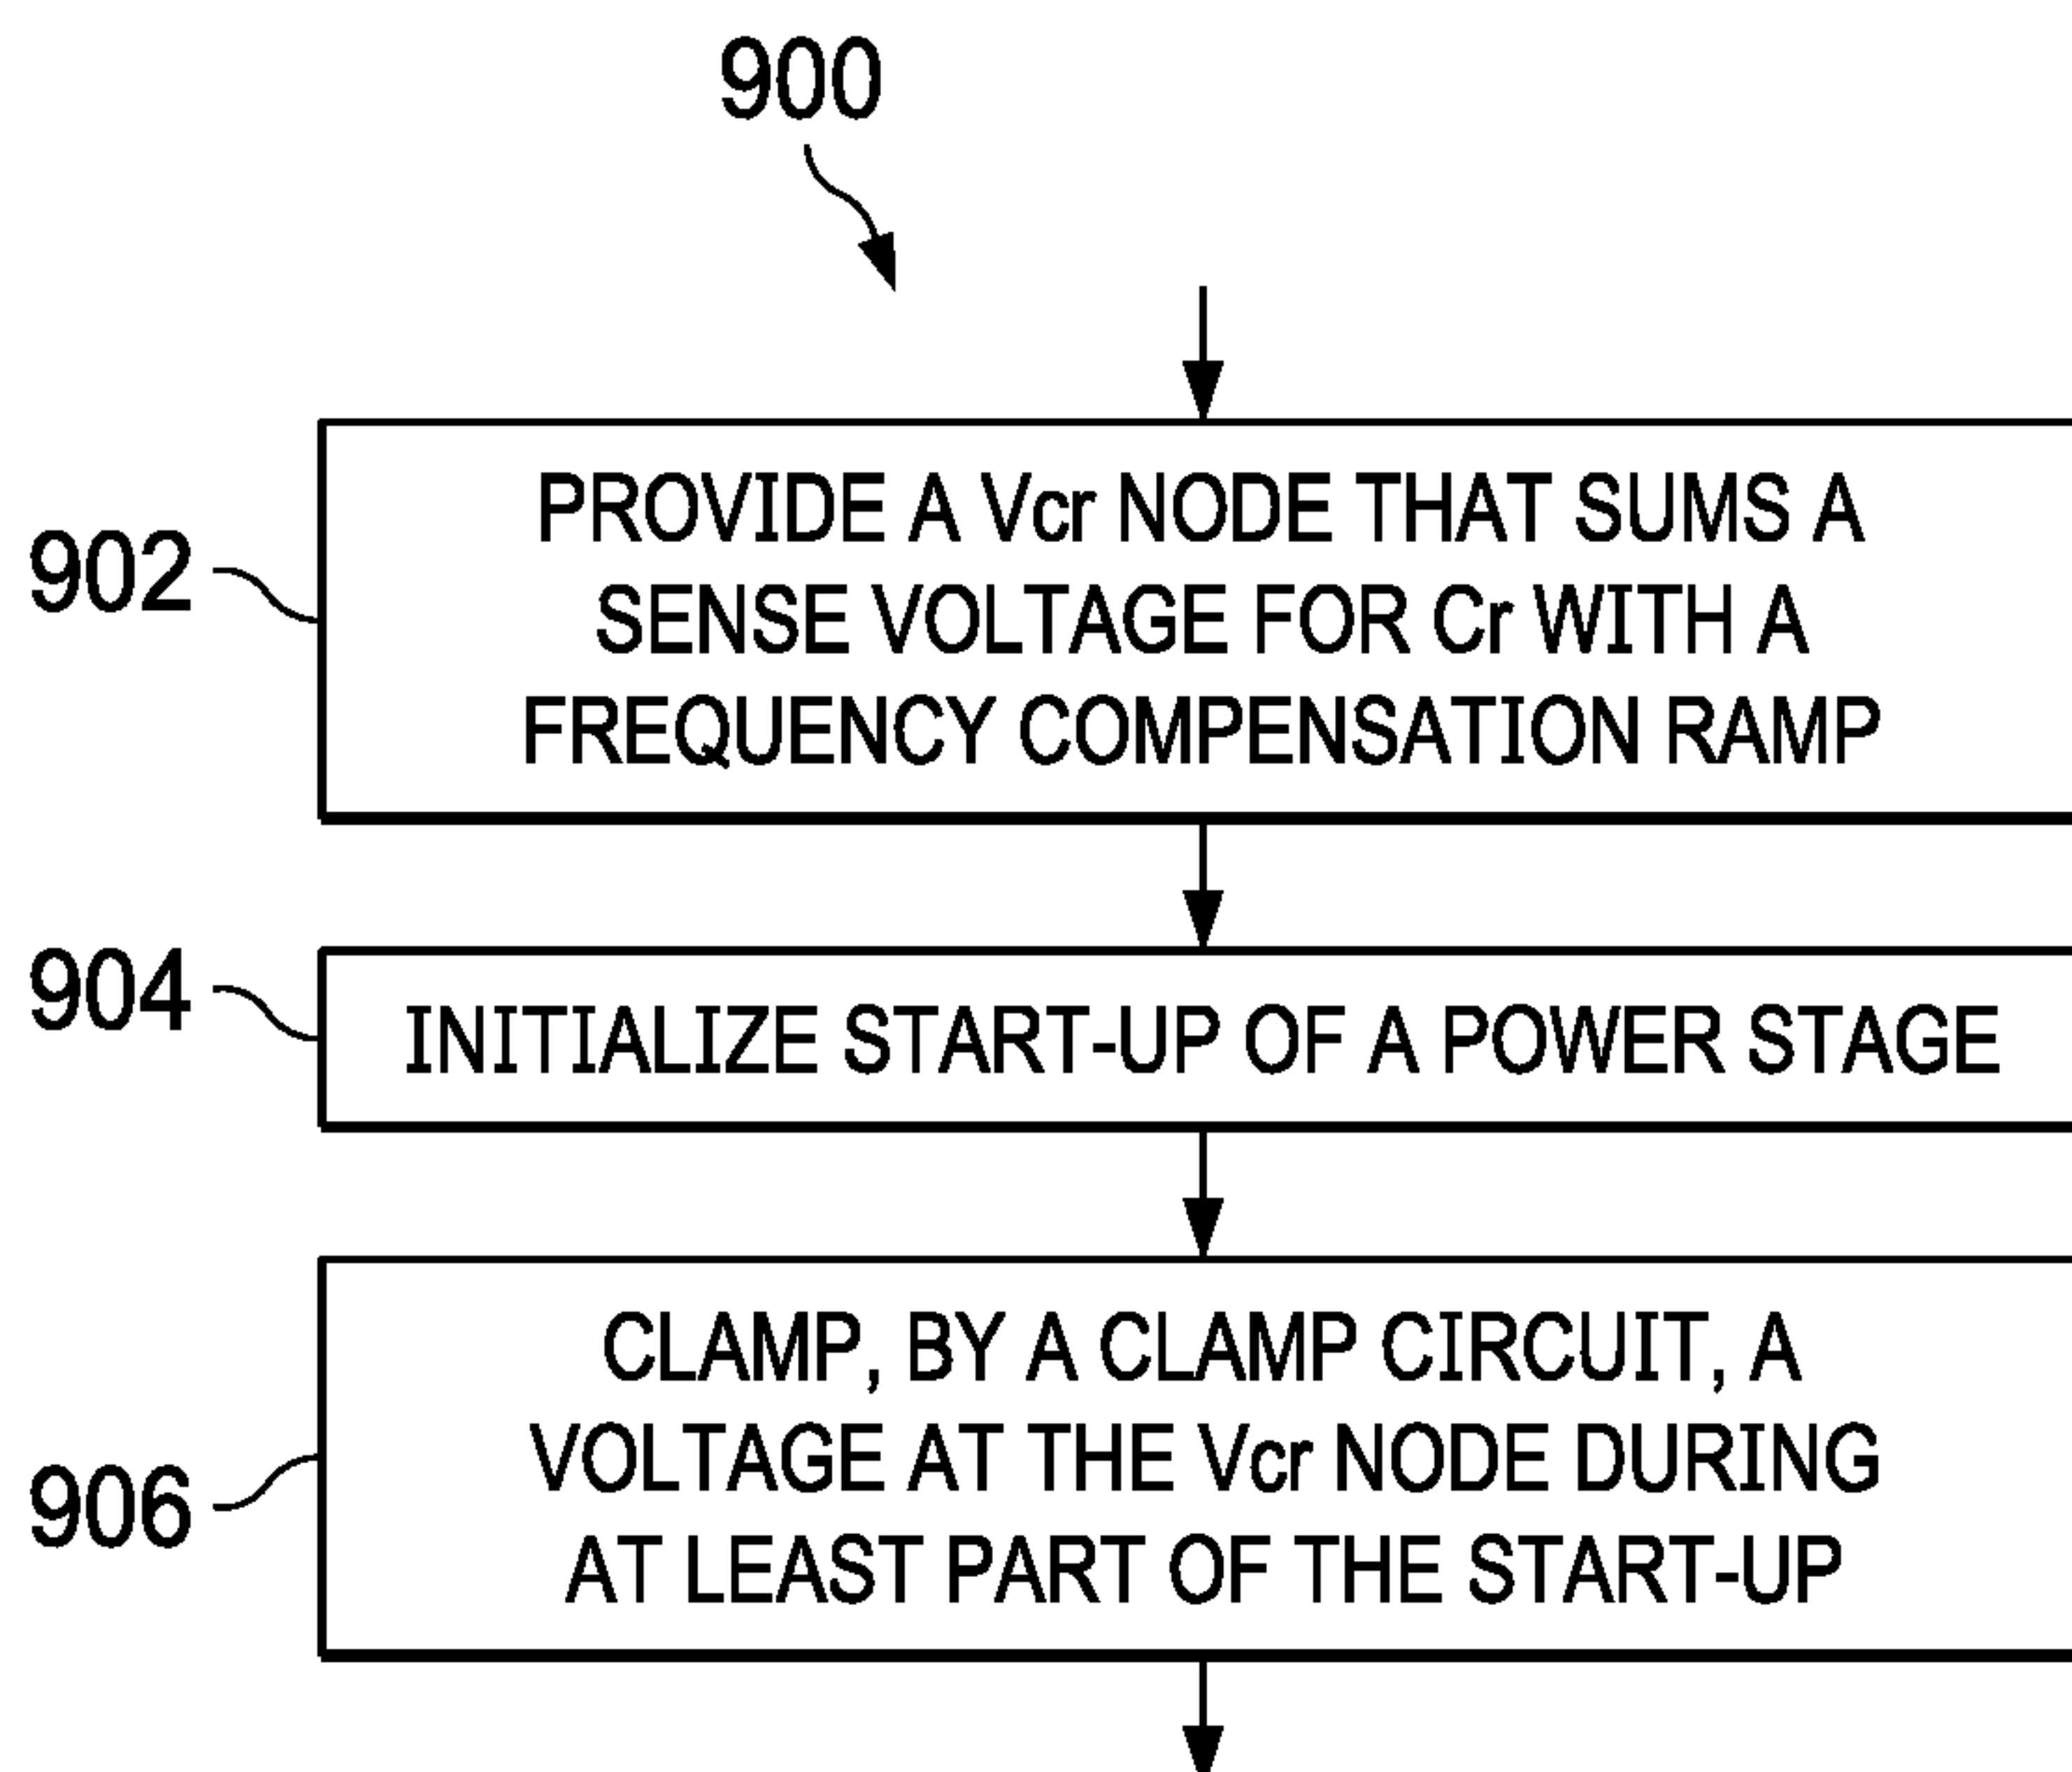 900
902
PROVIDE A Vcr NODE THAT SUMS A
SENSE VOLTAGE FOR Cr WITH A
FREQUENCY COMPENSATION RAMP
904
INITIALIZE START-UP OF A POWER STAGE
906
CLAMP, BY A CLAMP CIRCUIT, A
VOLTAGE AT THE Vcr NODE DURING
AT LEAST PART OF THE START-UP